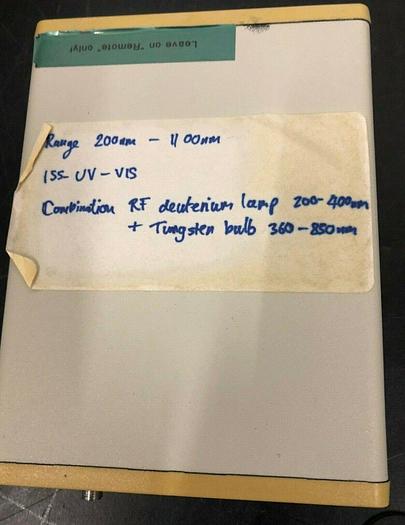 Leave on "Remote" only!
Range 200nm - 1100nm
ISS-UV-VIS
Combination RF deuterium lamp 200-400nm
+ Tungsten bulb 360-850nm